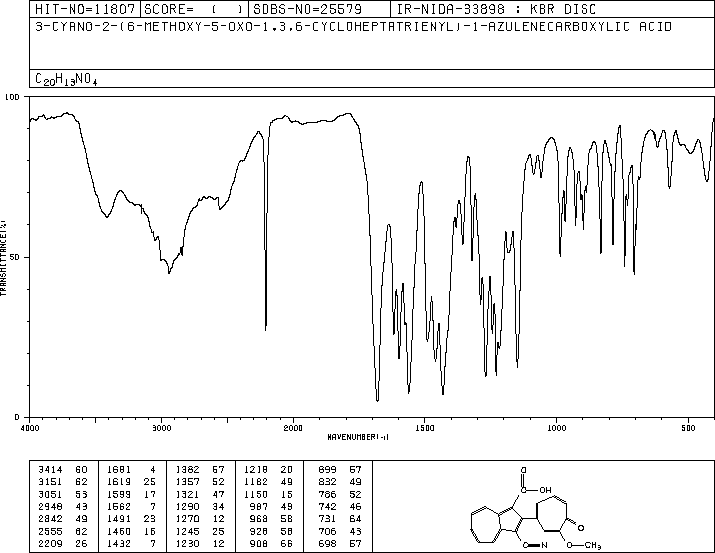 HIT-NO=11807 SCORE= ( ) SDBS-NO=25579 IR-NIDA-33898 : KBR DISC
3-CYANO-2-(6-METHOXY-5-OXO-1,3,6-CYCLOHEPTATRIENYL)-1-AZULENECARBOXYLIC ACID
C20H13NO4
100
50
0
TRANSMITTANCE(%)
4000 3000 2000 1500 1000 500
WAVENUMBER(-1)
3414 60 1681 4 1382 57 1218 20 899 57
3151 62 1619 25 1357 52 1182 49 832 49
3051 53 1599 17 1321 47 1150 15 786 52
2948 43 1562 7 1290 34 987 49 742 46
2842 49 1491 23 1270 12 968 58 731 64
2555 62 1460 16 1245 25 928 58 706 43
2209 26 1432 7 1230 12 908 66 698 57
O
C—OH
O
C≡N O—CH3